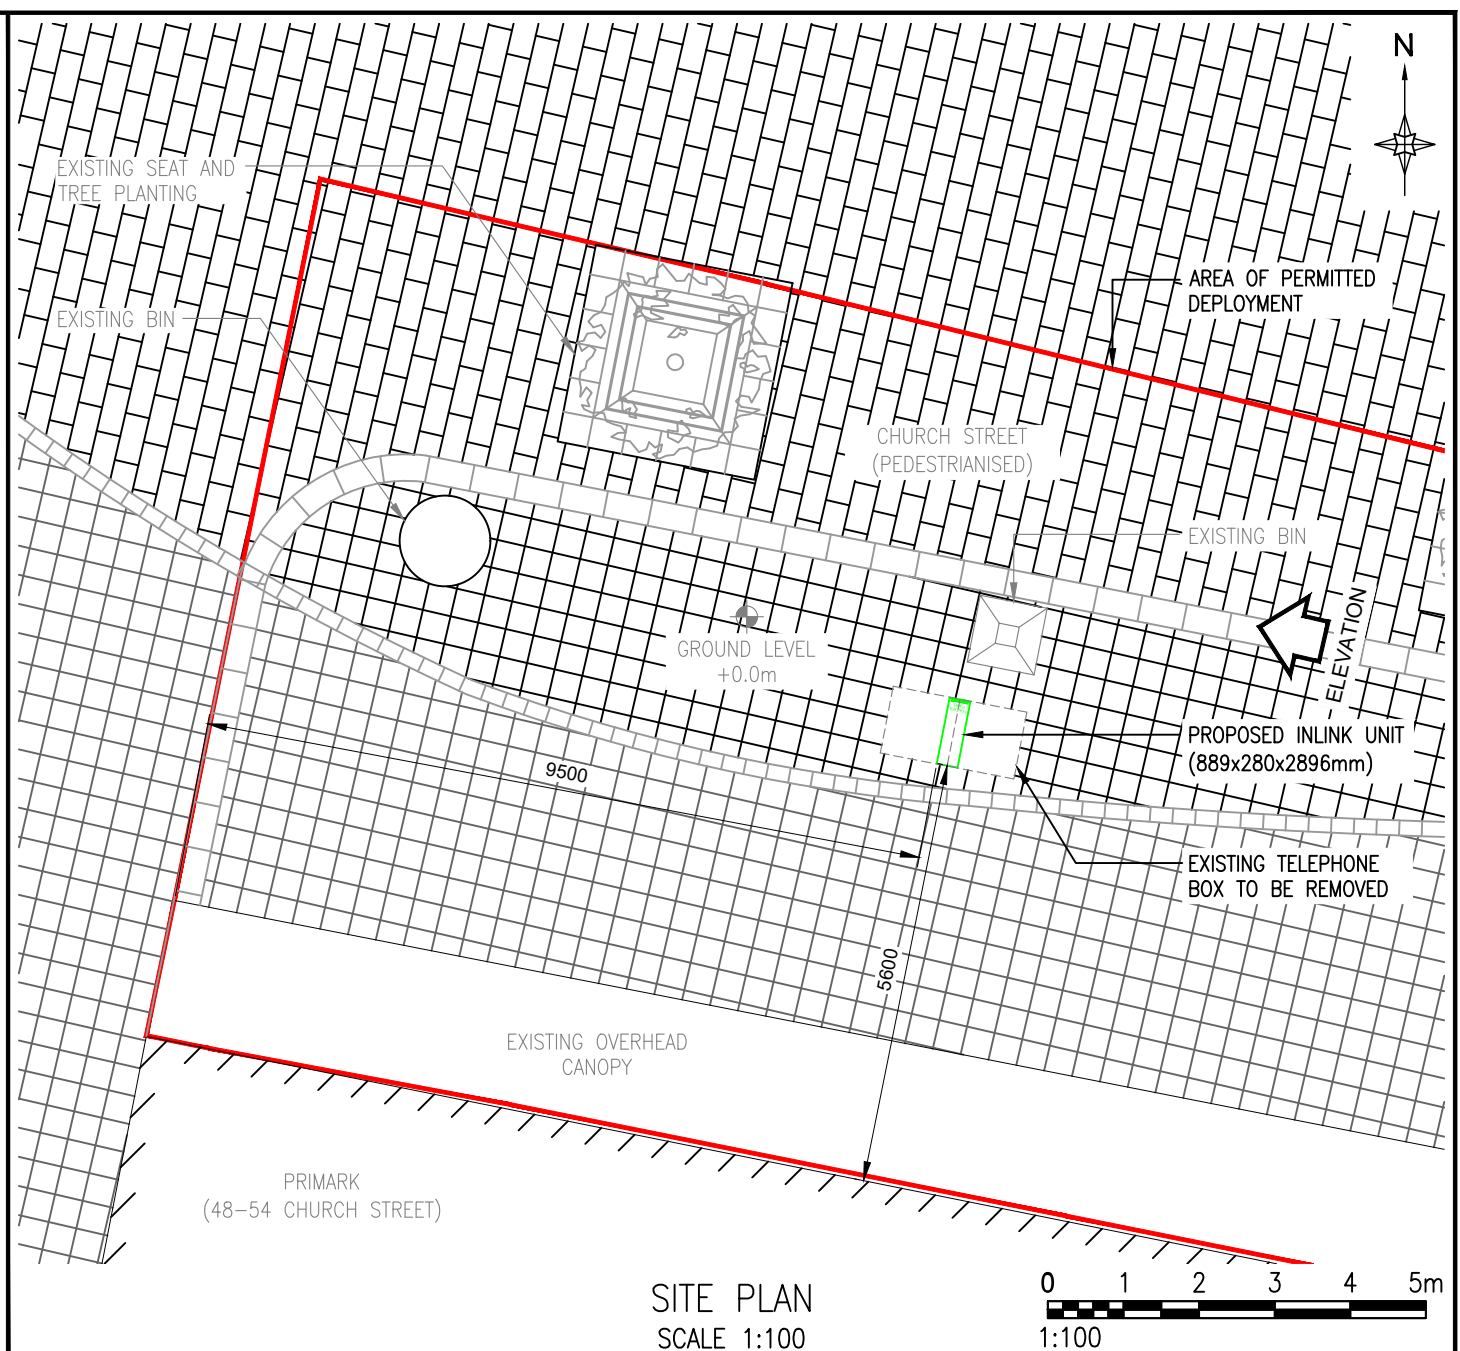 N
EXISTING SEAT AND
TREE PLANTING
AREA OF PERMITTED
DEPLOYMENT
EXISTING BIN
CHURCH STREET
(PEDESTRIANISED)
EXISTING BIN
ELEVATION
GROUND LEVEL
+0.0m
PROPOSED INLINK UNIT
(889x280x2896mm)
9500
EXISTING TELEPHONE
BOX TO BE REMOVED
5600
EXISTING OVERHEAD
CANOPY
PRIMARK
(48-54 CHURCH STREET)
SITE PLAN
SCALE 1:100
0 1 2 3 4 5m
1:100